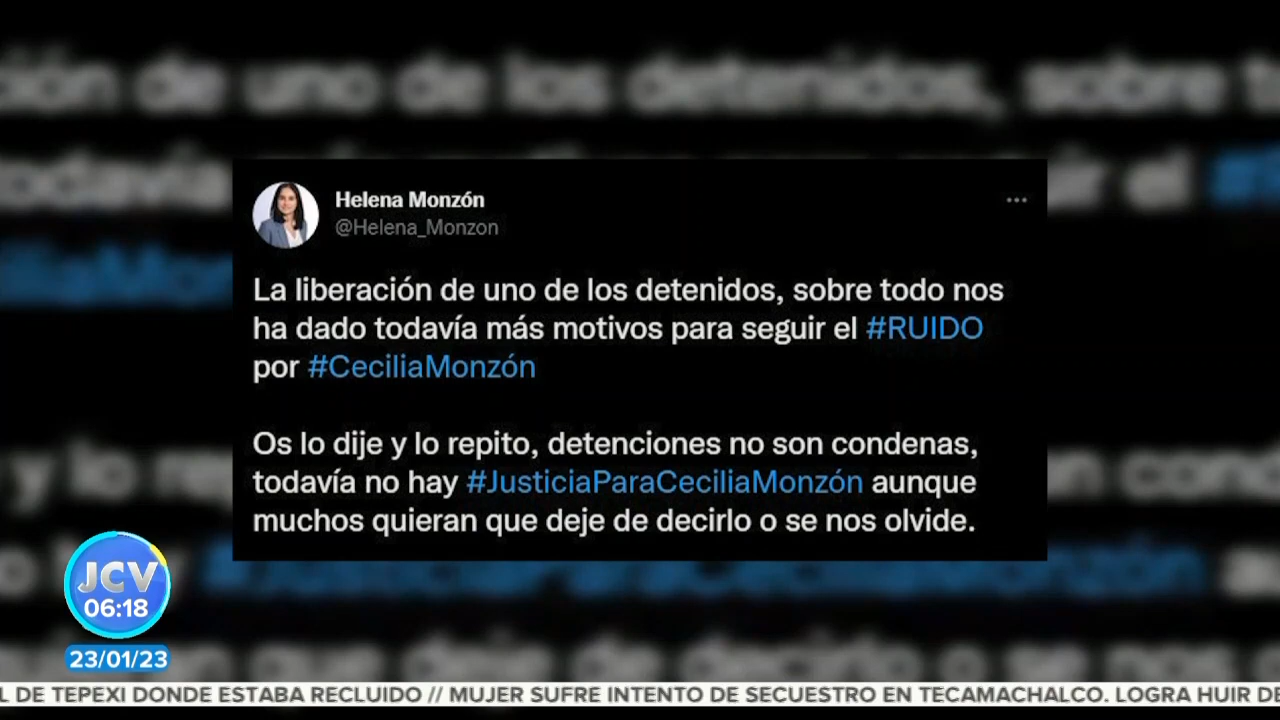 Helena Monzón
@Helena_Monzon
La liberación de uno de los detenidos, sobre todo nos
ha dado todavía más motivos para seguir el #RUIDO
por #CeciliaMonzón
Os lo dije y lo repito, detenciones no son condenas,
todavía no hay #JusticiaParaCeciliaMonzón aunque
muchos quieran que deje de decirlo o se nos olvide.
JCV
06:18
23/01/23
L DE TEPEXI DONDE ESTABA RECLUIDO // MUJER SUFRE INTENTO DE SECUESTRO EN TECAMACHALCO. LOGRA HUIR DE